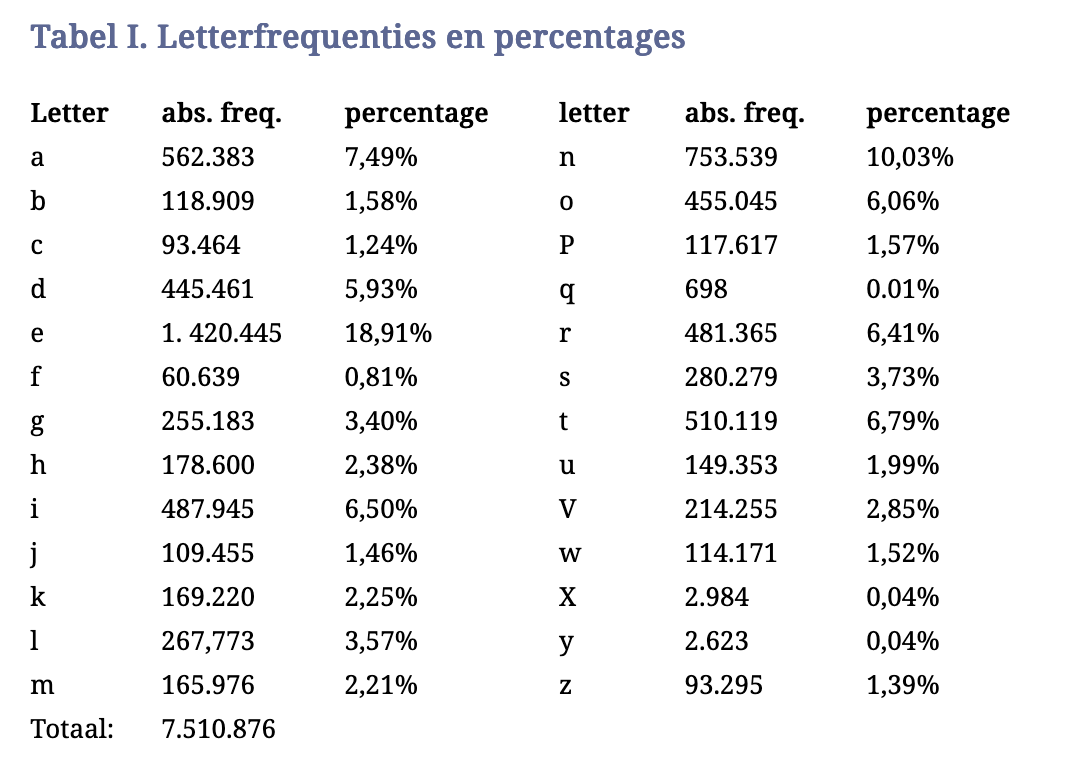 Tabel I. Letterfrequenties en percentages
Letter abs. freq. percentage letter abs. freq. percentage
a 562.383 7,49% n 753.539 10,03%
b 118.909 1,58% o 455.045 6,06%
c 93.464 1,24% P 117.617 1,57%
d 445.461 5,93% q 698 0.01%
e 1. 420.445 18,91% r 481.365 6,41%
f 60.639 0,81% s 280.279 3,73%
g 255.183 3,40% t 510.119 6,79%
h 178.600 2,38% u 149.353 1,99%
i 487.945 6,50% V 214.255 2,85%
j 109.455 1,46% w 114.171 1,52%
k 169.220 2,25% X 2.984 0,04%
l 267,773 3,57% y 2.623 0,04%
m 165.976 2,21% z 93.295 1,39%
Totaal: 7.510.876